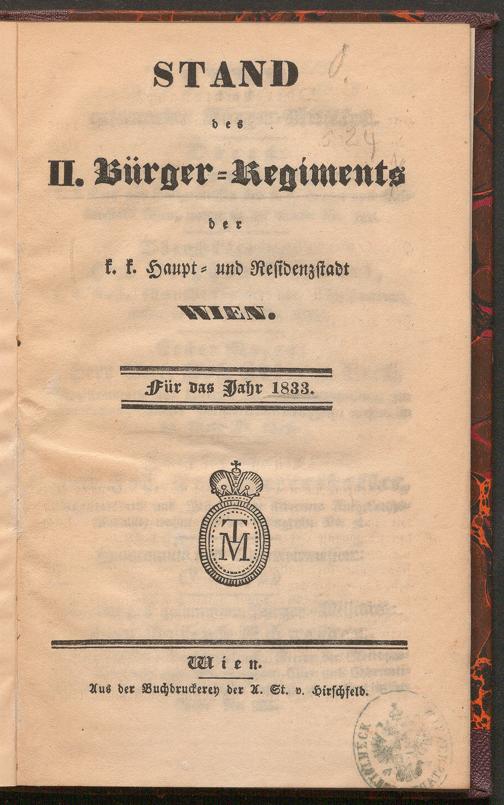 STAND
des
II. Bürger-Regiments
der
k. k. Haupt- und Residenzstadt
WIEN.
Für das Jahr 1833.
TM
Wien.
Aus der Buchdruckerey der A. St. v. Hirschfeld.